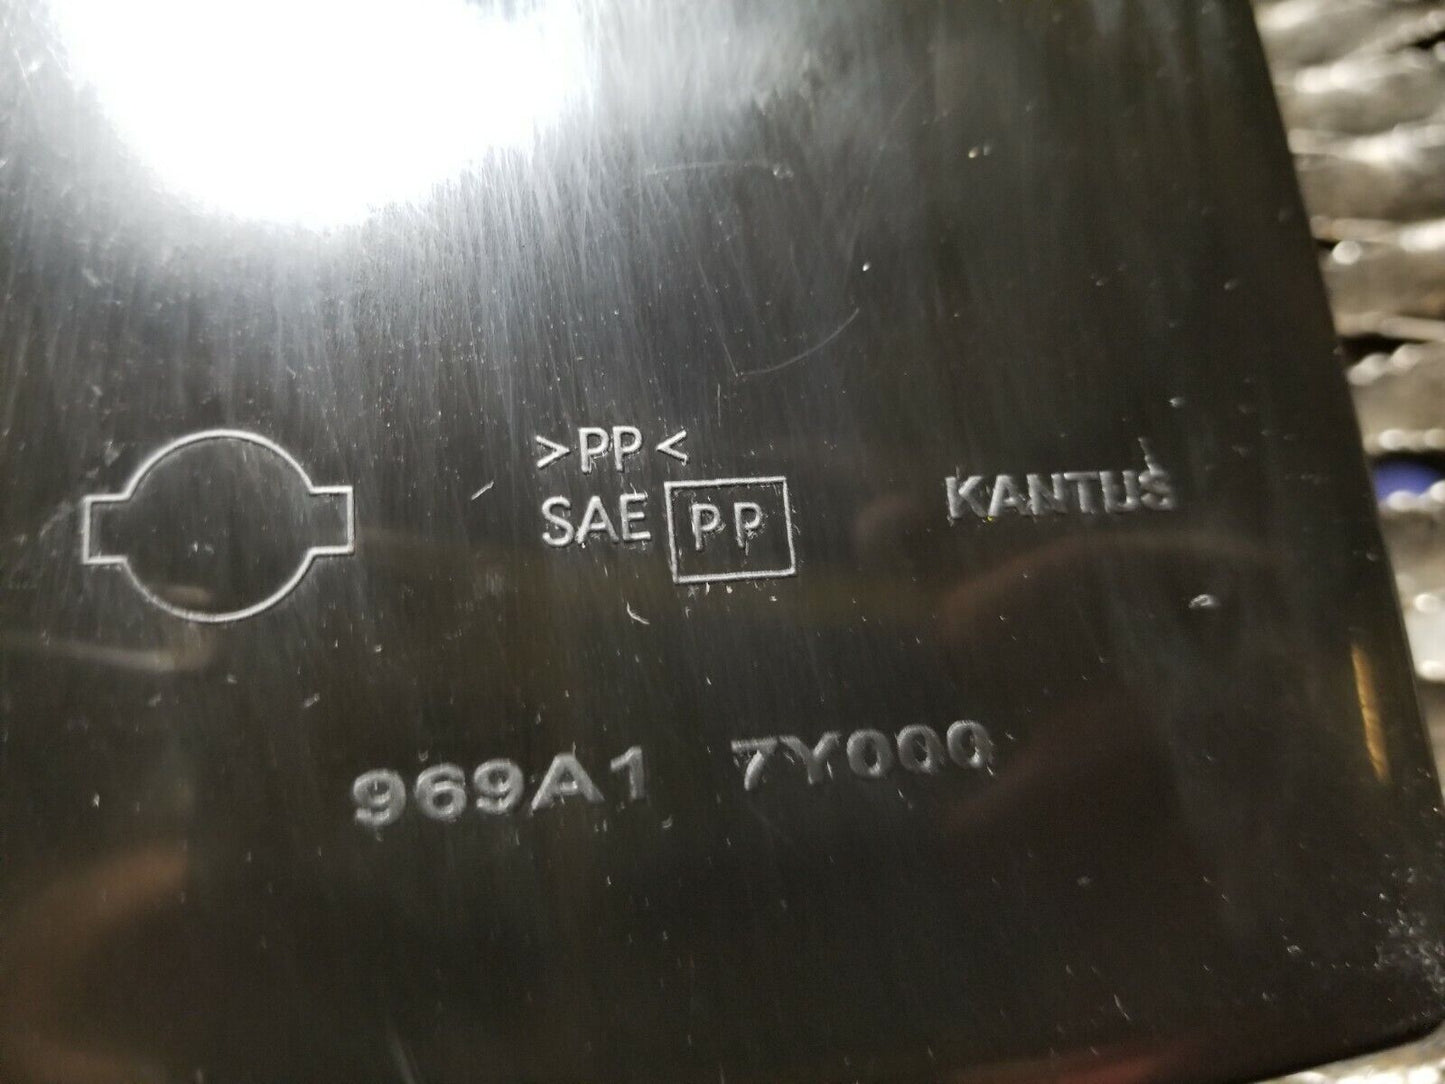 >PP<
SAE PP
KANTUS
969A1 7Y000